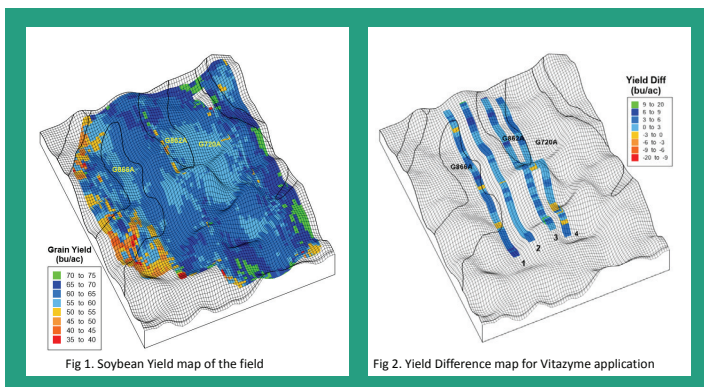 G866A
G862A
G720A
Grain Yield
(bu/ac)
70 to 75
65 to 70
60 to 65
55 to 60
50 to 55
45 to 50
40 to 45
35 to 40
Fig 1. Soybean Yield map of the field
G862A
G720A
G866A
1
2
3
4
Yield Diff
(bu/ac)
9 to 20
6 to 9
3 to 6
0 to 3
-3 to 0
-6 to -3
-9 to -6
-20 to -9
Fig 2. Yield Difference map for Vitazyme application